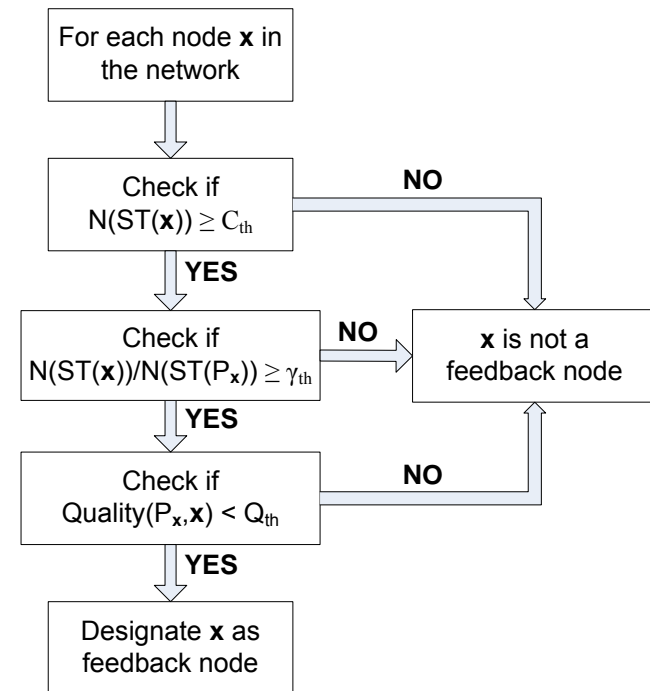 For each node x in
the network
Check if
N(ST(x)) ≥ Cth
NO
YES
Check if
N(ST(x))/N(ST(Px)) ≥ γth
NO
x is not a
feedback node
YES
Check if
Quality(Px,x) < Qth
NO
YES
Designate x as
feedback node